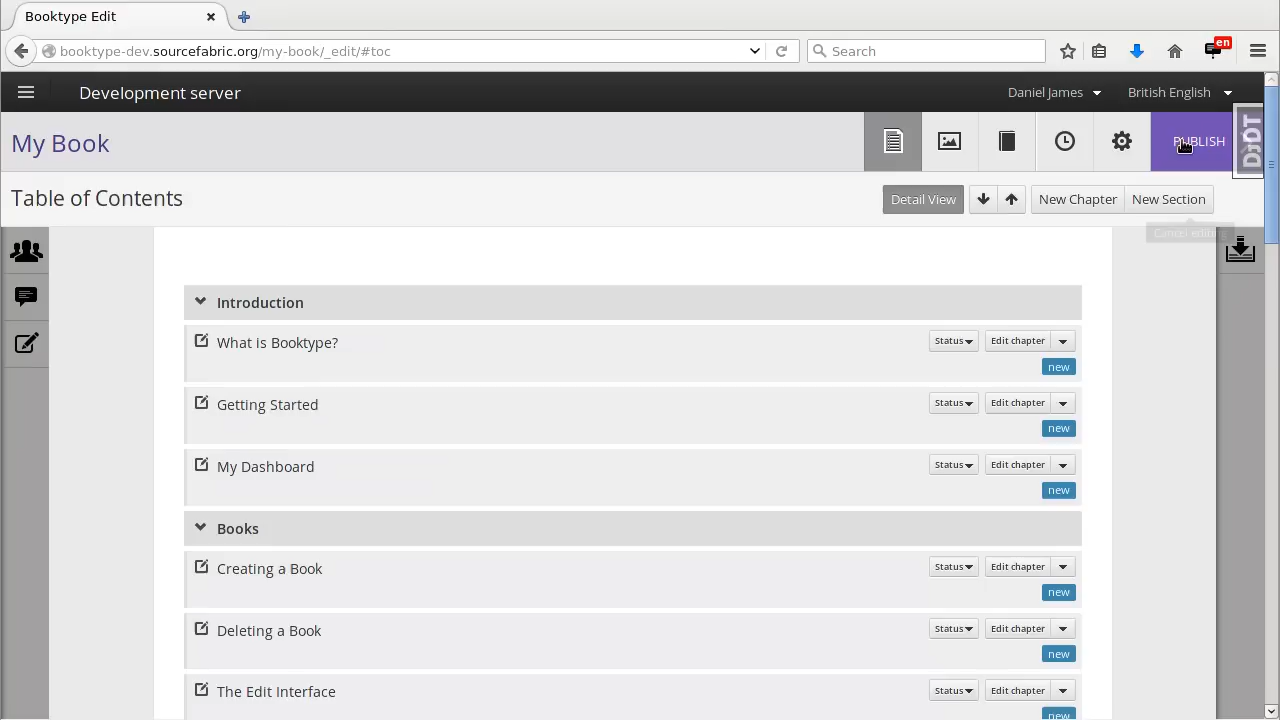 Booktype Edit
booktype-dev.sourcefabric.org/my-book/_edit/#toc
Search
en
Development server
Daniel James
British English
My Book
PUBLISH
DjDT
Table of Contents
Detail View
New Chapter
New Section
Cancel editing
Introduction
What is Booktype?
Status
Edit chapter
new
Getting Started
Status
Edit chapter
new
My Dashboard
Status
Edit chapter
new
Books
Creating a Book
Status
Edit chapter
new
Deleting a Book
Status
Edit chapter
new
The Edit Interface
Status
Edit chapter
new